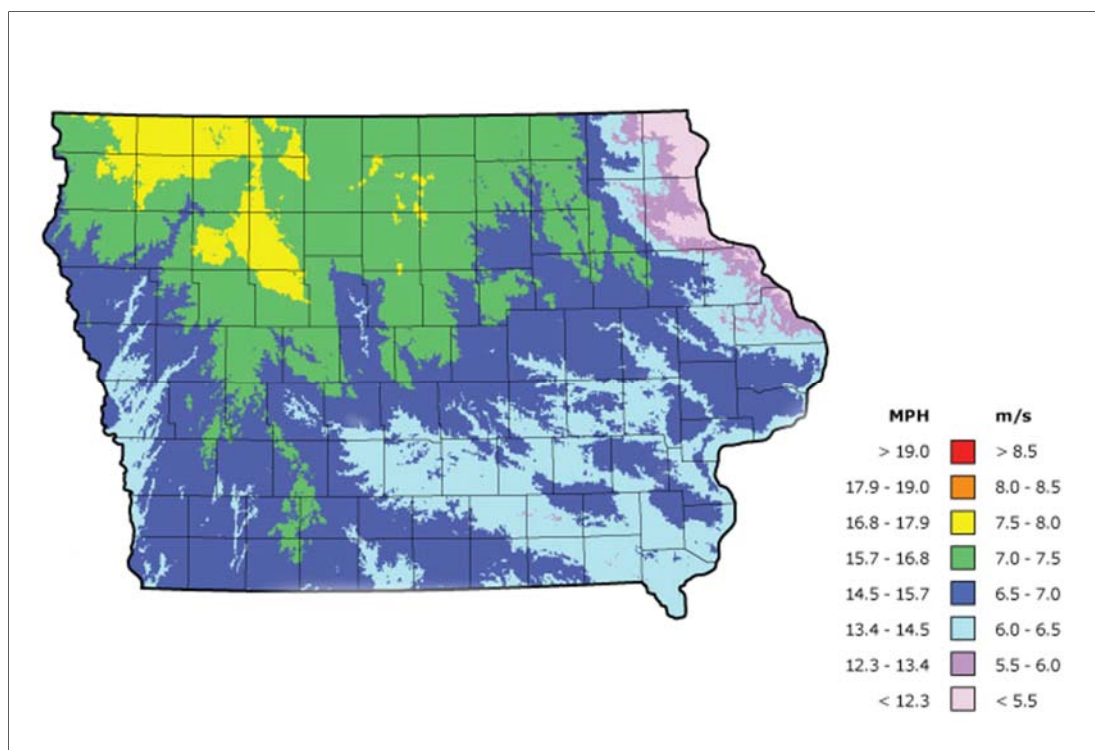 MPH m/s
> 19.0 > 8.5
17.9 - 19.0 8.0 - 8.5
16.8 - 17.9 7.5 - 8.0
15.7 - 16.8 7.0 - 7.5
14.5 - 15.7 6.5 - 7.0
13.4 - 14.5 6.0 - 6.5
12.3 - 13.4 5.5 - 6.0
< 12.3 < 5.5